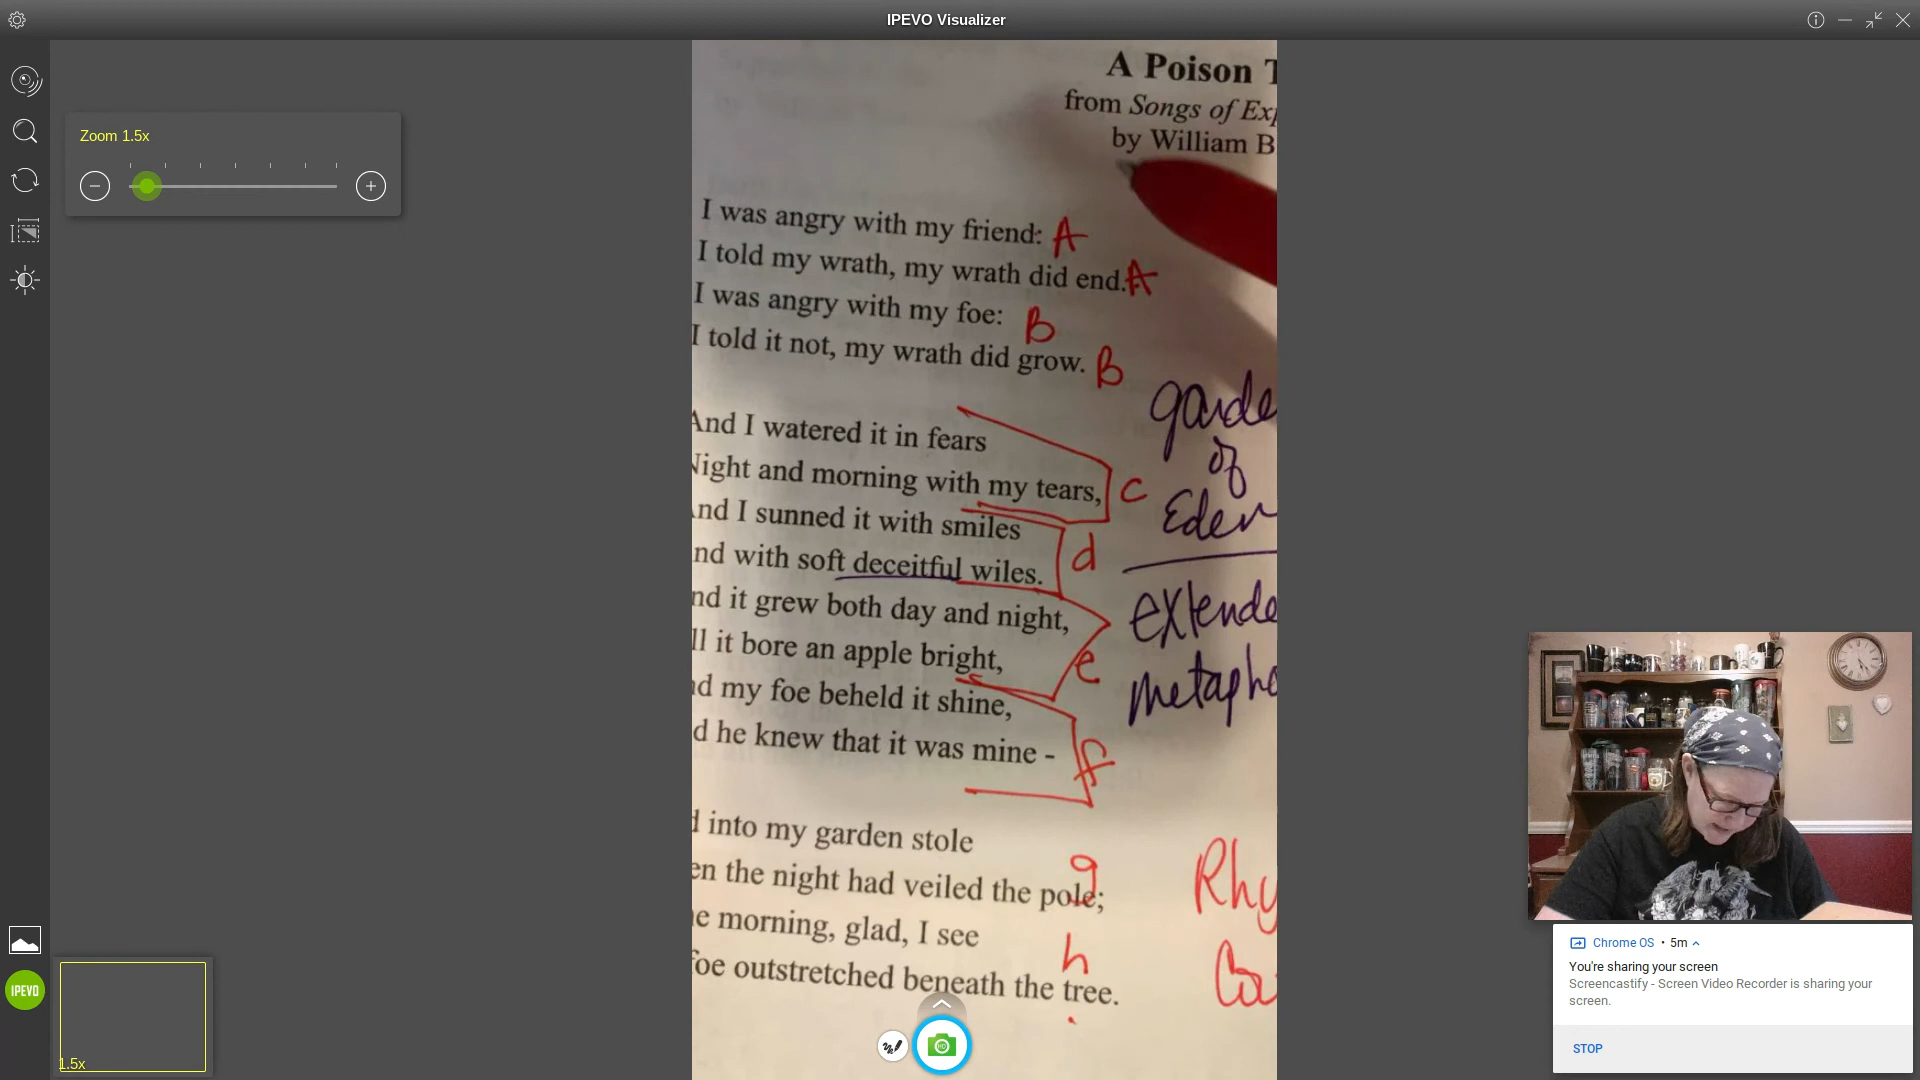 IPEVO Visualizer
Zoom 1.5x
A Poison T
from Songs of Exp
by William B
I was angry with my friend: A
I told my wrath, my wrath did end. A
I was angry with my foe: B
I told it not, my wrath did grow. B
And I watered it in fears
Night and morning with my tears, c
And I sunned it with smiles
nd with soft deceitful wiles. d
nd it grew both day and night,
ll it bore an apple bright, e
nd my foe beheld it shine,
d he knew that it was mine - f
garde
of
Eden
extende
metapho
d into my garden stole
en the night had veiled the pole; g
he morning, glad, I see
foe outstretched beneath the tree. h
Rhy
Cou
1.5x
IPEVO
HD
Chrome OS • 5m
You're sharing your screen
Screencastify - Screen Video Recorder is sharing your
screen.
STOP